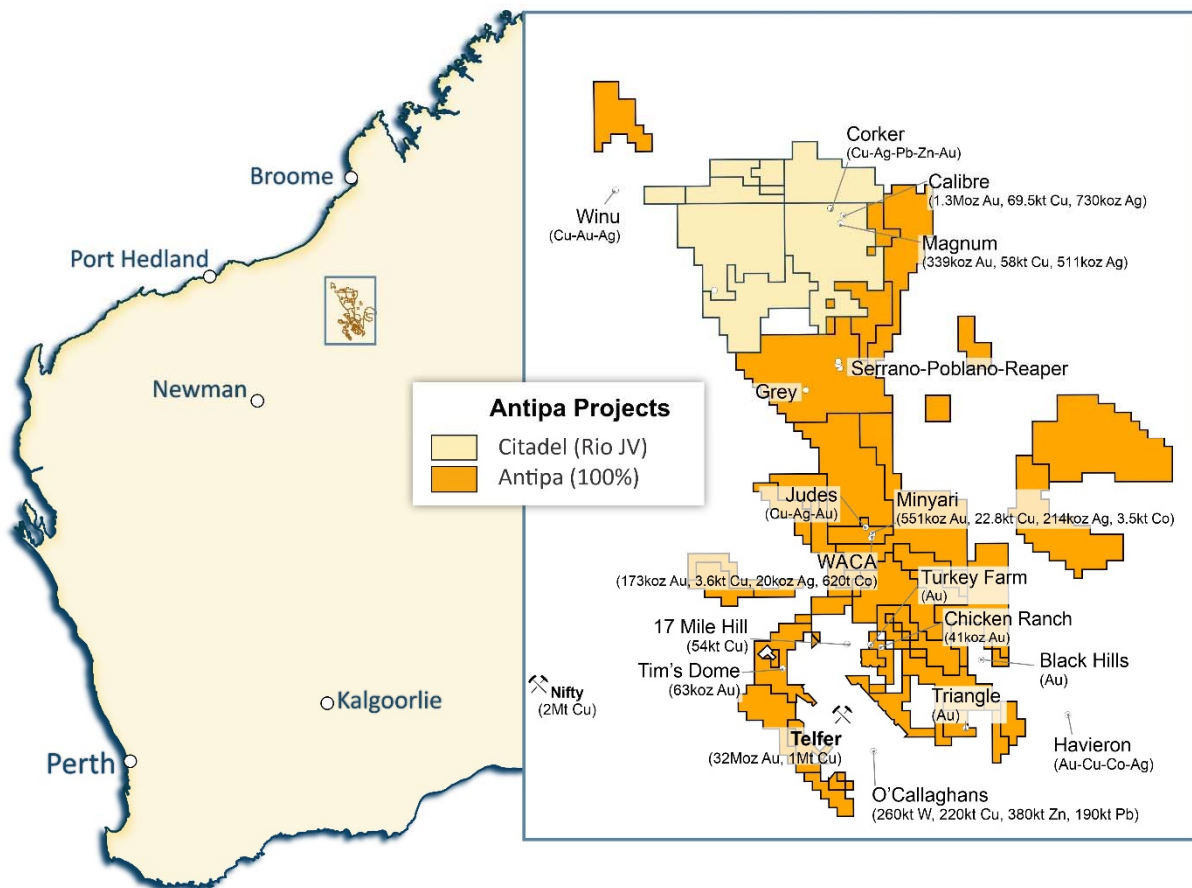 Broome
Port Hedland
Newman
Kalgoorlie
Perth
Antipa Projects
Citadel (Rio JV)
Antipa (100%)
Corker
(Cu-Ag-Pb-Zn-Au)
Calibre
(1.3Moz Au, 69.5kt Cu, 730koz Ag)
Winu
(Cu-Au-Ag)
Magnum
(339koz Au, 58kt Cu, 511koz Ag)
Serrano-Poblano-Reaper
Grey
Judes
(Cu-Ag-Au)
Minyari
(551koz Au, 22.8kt Cu, 214koz Ag, 3.5kt Co)
WACA
(173koz Au, 3.6kt Cu, 20koz Ag, 620t Co)
Turkey Farm
(Au)
17 Mile Hill
(54kt Cu)
Chicken Ranch
(41koz Au)
Tim's Dome
(63koz Au)
Black Hills
(Au)
Nifty
(2Mt Cu)
Triangle
(Au)
Telfer
(32Moz Au, 1Mt Cu)
Havieron
(Au-Cu-Co-Ag)
O'Callaghans
(260kt W, 220kt Cu, 380kt Zn, 190kt Pb)